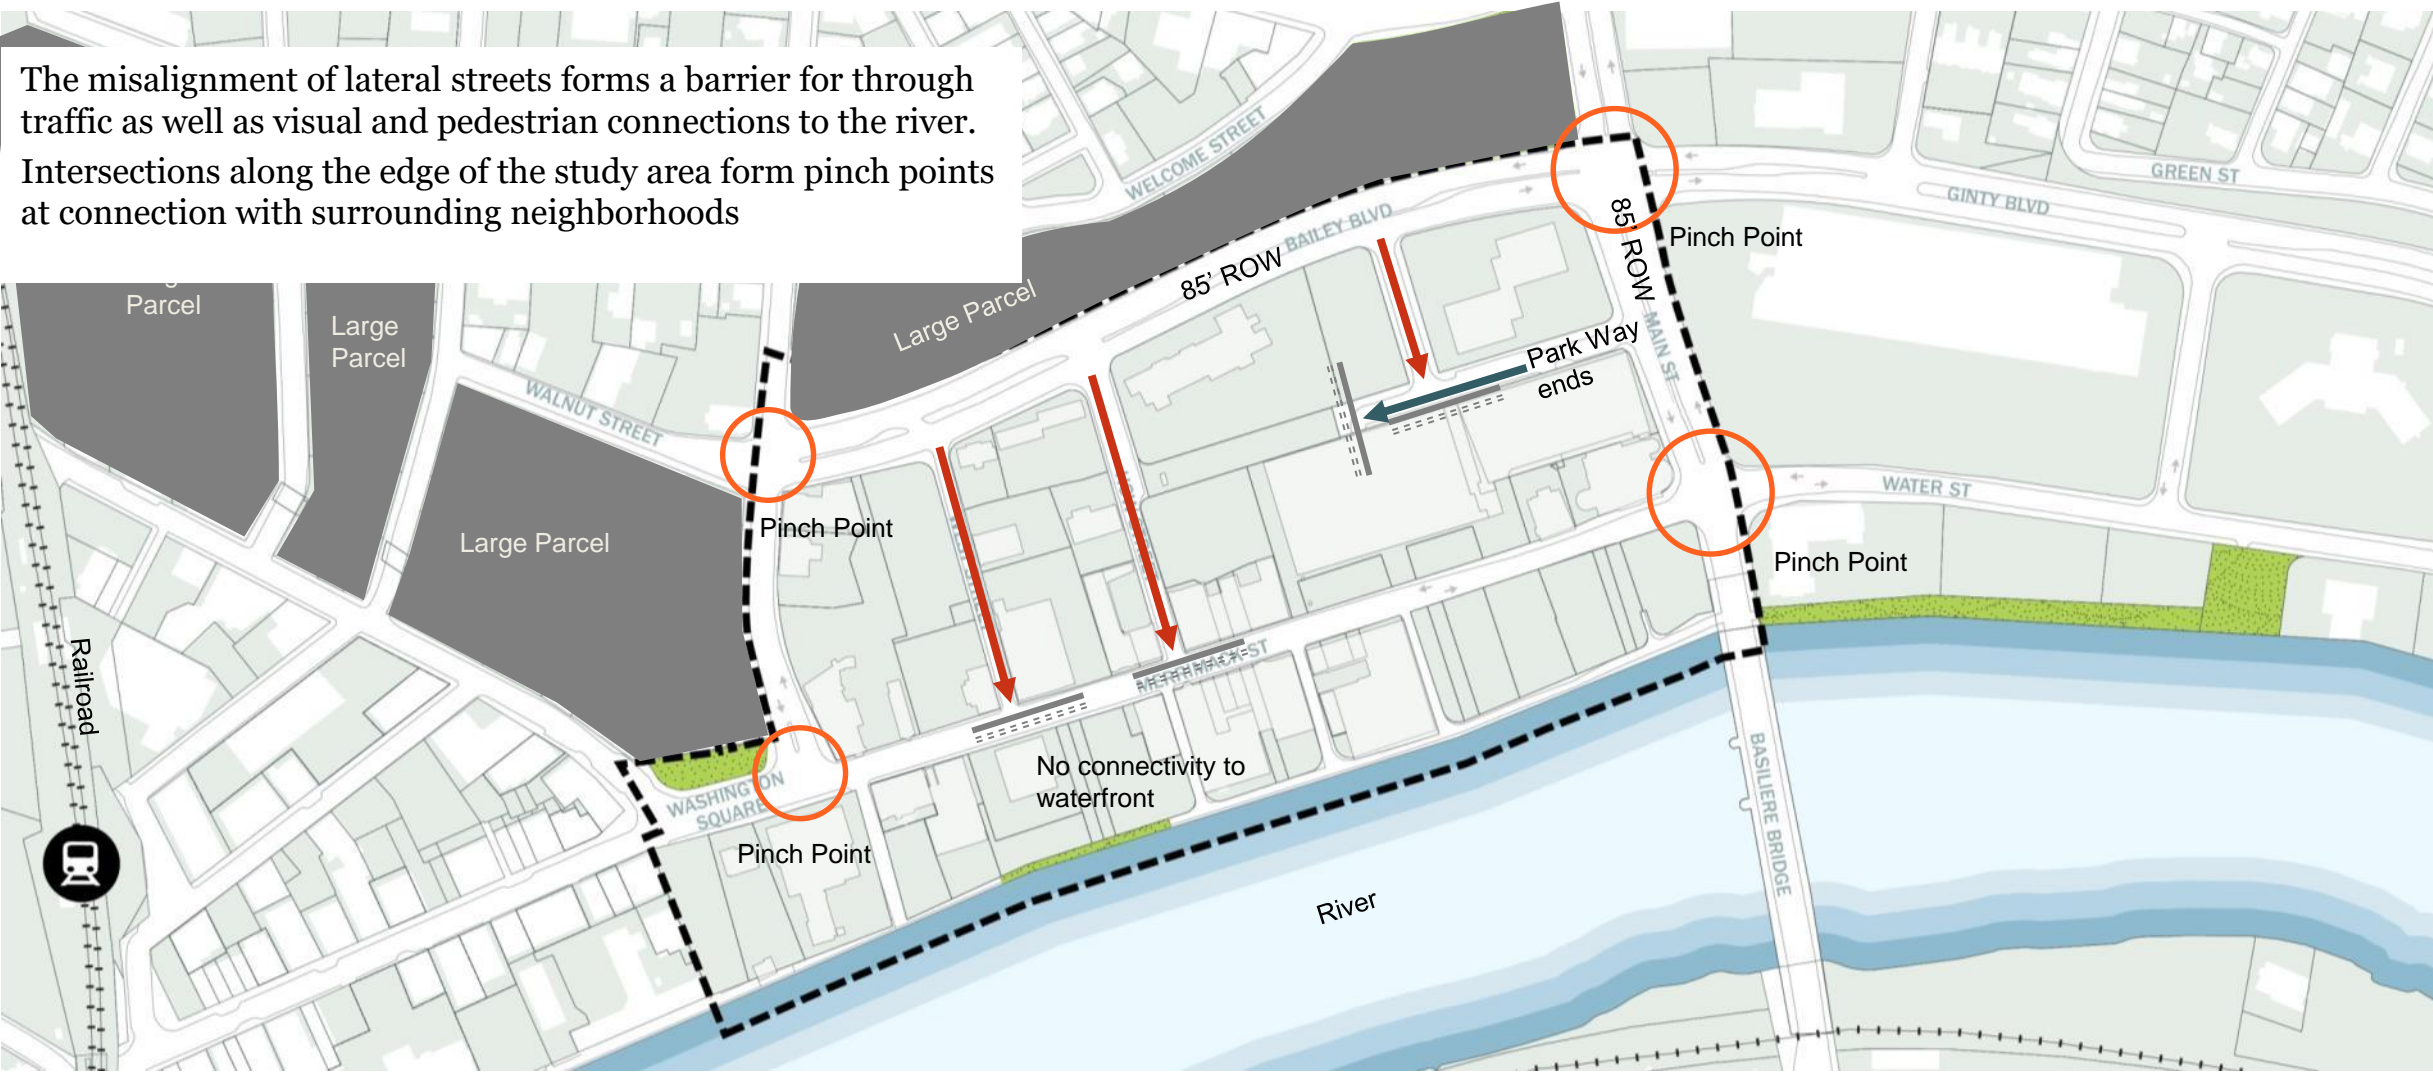 The misalignment of lateral streets forms a barrier for through
traffic as well as visual and pedestrian connections to the river.
Intersections along the edge of the study area form pinch points
at connection with surrounding neighborhoods
WELCOME STREET
GREEN ST
GINTY BLVD
BAILEY BLVD
85' ROW
85' ROW
Pinch Point
Parcel
Large
Parcel
Large Parcel
MAIN ST
Park Way
ends
WALNUT STREET
WATER ST
Pinch Point
Large Parcel
Pinch Point
Railroad
MERRIMACK ST
No connectivity to
waterfront
WASHINGTON
SQUARE
Pinch Point
BASILIERE BRIDGE
River